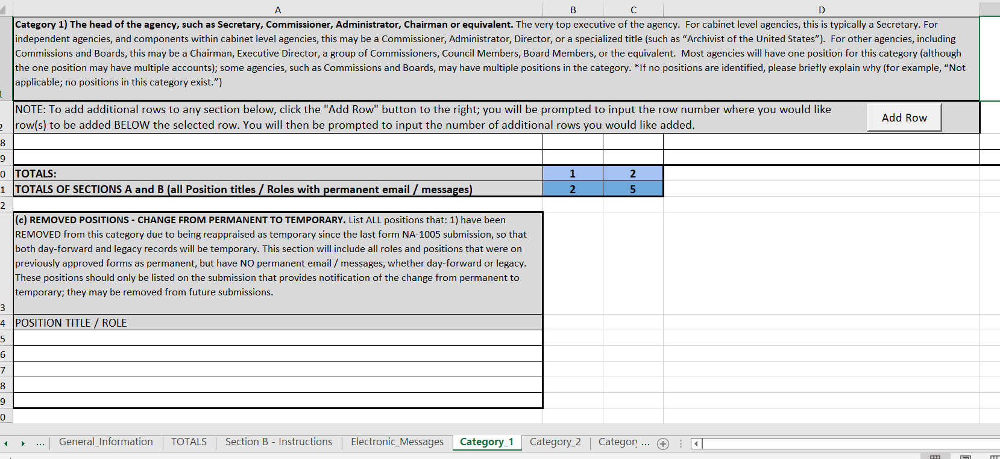 A B C D
Category 1) The head of the agency, such as Secretary, Commissioner, Administrator, Chairman or equivalent. The very top executive of the agency.  For cabinet level agencies, this is typically a Secretary. For
independent agencies, and components within cabinet level agencies, this may be a Commissioner, Administrator, Director, or a specialized title (such as “Archivist of the United States”).  For other agencies, including
Commissions and Boards, this may be a Chairman, Executive Director, a group of Commissioners, Council Members, Board Members, or the equivalent.  Most agencies will have one position for this category (although
the one position may have multiple accounts); some agencies, such as Commissions and Boards, may have multiple positions in the category. *If no positions are identified, please briefly explain why (for example, “Not
applicable; no positions in this category exist.”)
1
NOTE: To add additional rows to any section below, click the "Add Row" button to the right; you will be prompted to input the row number where you would like
Add Row
2 row(s) to be added BELOW the selected row. You will then be prompted to input the number of additional rows you would like added.
8
9
0 TOTALS: 1 2
1 TOTALS OF SECTIONS A and B (all Position titles / Roles with permanent email / messages) 2 5
2
(c) REMOVED POSITIONS - CHANGE FROM PERMANENT TO TEMPORARY. List ALL positions that: 1) have been
REMOVED from this category due to being reappraised as temporary since the last form NA-1005 submission, so that
both day-forward and legacy records will be temporary. This section will include all roles and positions that were on
previously approved forms as permanent, but have NO permanent email / messages, whether day-forward or legacy.
These positions should only be listed on the submission that provides notification of the change from permanent to
temporary; they may be removed from future submissions.
3
4 POSITION TITLE / ROLE
5
6
7
8
9
0
... General_Information TOTALS Section B - Instructions Electronic_Messages Category_1 Category_2 Category ...